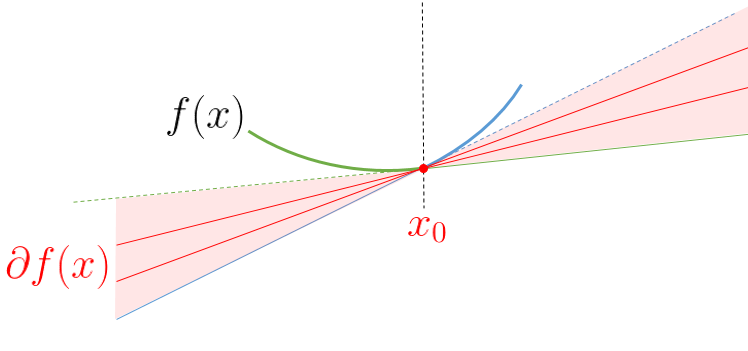 f(x)
x₀
∂f(x)